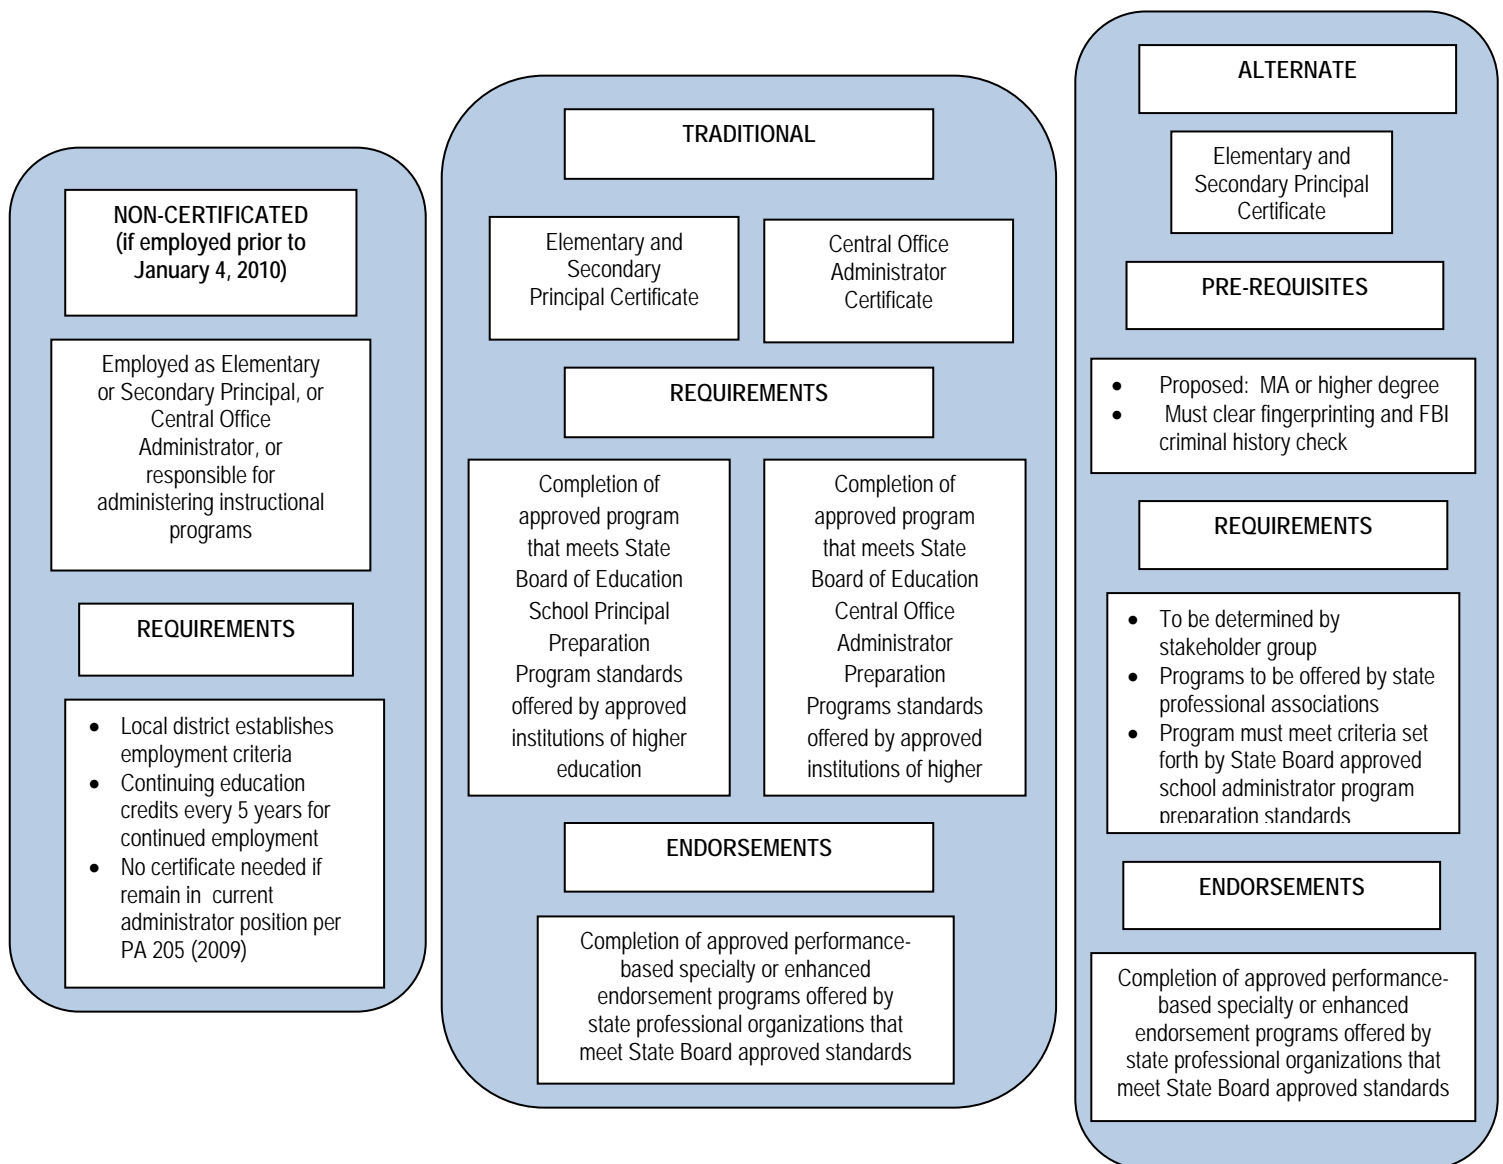 NON-CERTIFICATED
(if employed prior to
January 4, 2010)
Employed as Elementary
or Secondary Principal, or
Central Office
Administrator, or
responsible for
administering instructional
programs
REQUIREMENTS
• Local district establishes
employment criteria
• Continuing education
credits every 5 years for
continued employment
• No certificate needed if
remain in current
administrator position per
PA 205 (2009)
TRADITIONAL
Elementary and
Secondary
Principal Certificate
Central Office
Administrator
Certificate
REQUIREMENTS
Completion of
approved program
that meets State
Board of Education
School Principal
Preparation
Program standards
offered by approved
institutions of higher
education
Completion of
approved program
that meets State
Board of Education
Central Office
Administrator
Preparation
Programs standards
offered by approved
institutions of higher
ENDORSEMENTS
Completion of approved performance-
based specialty or enhanced
endorsement programs offered by
state professional organizations that
meet State Board approved standards
ALTERNATE
Elementary and
Secondary Principal
Certificate
PRE-REQUISITES
• Proposed: MA or higher degree
• Must clear fingerprinting and FBI
criminal history check
REQUIREMENTS
• To be determined by
stakeholder group
• Programs to be offered by state
professional associations
• Program must meet criteria set
forth by State Board approved
school administrator program
preparation standards
ENDORSEMENTS
Completion of approved performance-
based specialty or enhanced
endorsement programs offered by
state professional organizations that
meet State Board approved standards